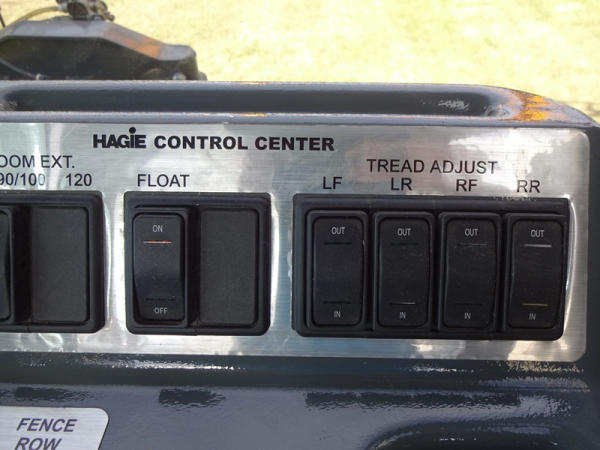 HAGIE CONTROL CENTER
OOM EXT.
90/100 120
FLOAT
TREAD ADJUST
LF LR RF RR
ON
OFF
OUT OUT OUT OUT
IN IN IN IN
FENCE
ROW